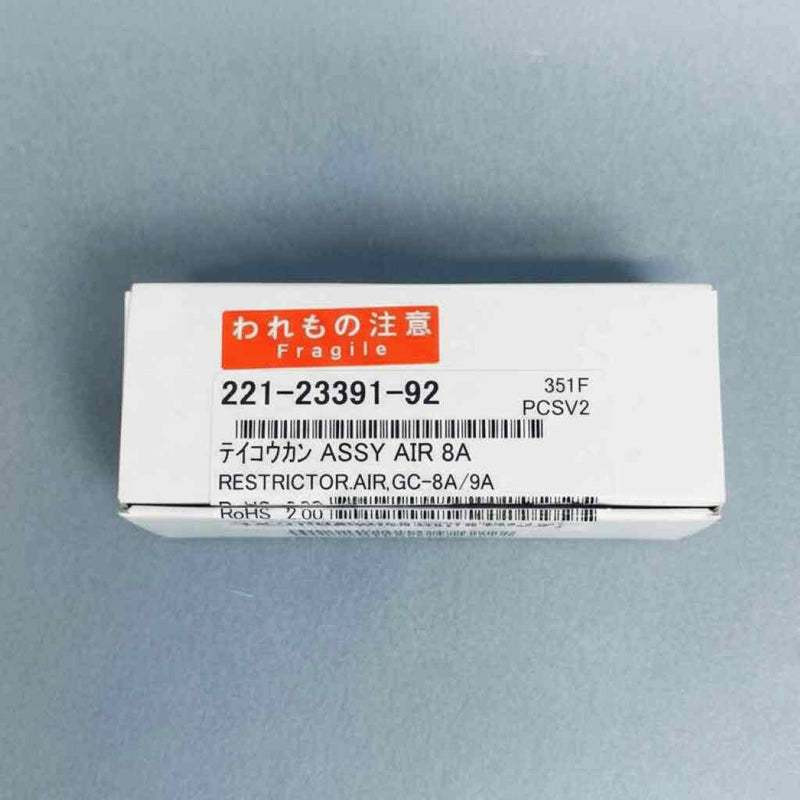 われもの注意
Fragile
221-23391-92
351F
PCSV2
テイコウカン ASSY AIR 8A
RESTRICTOR.AIR,GC-8A/9A
RoHS 2.00